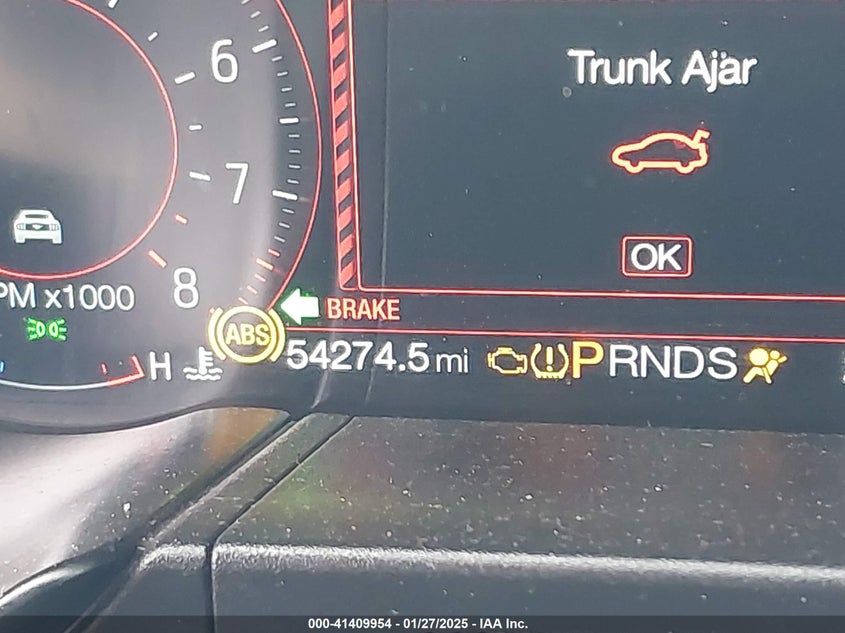 Trunk Ajar
6
7
8
OK
PM x1000
BRAKE
ABS
H
54274.5 mi
! P RNDS
000-41409954 - 01/27/2025 - IAA Inc.